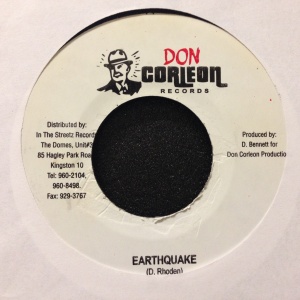 DON
CORLEON
RECORDS
Distributed by:
In The Streetz Records
The Domes, Unit#
85 Hagley Park Road
Kingston 10
Tel: 960-2104,
960-8498,
Fax: 929-3767
Produced by:
D. Bennett for
Don Corleon Productio
EARTHQUAKE
(D. Rhoden)